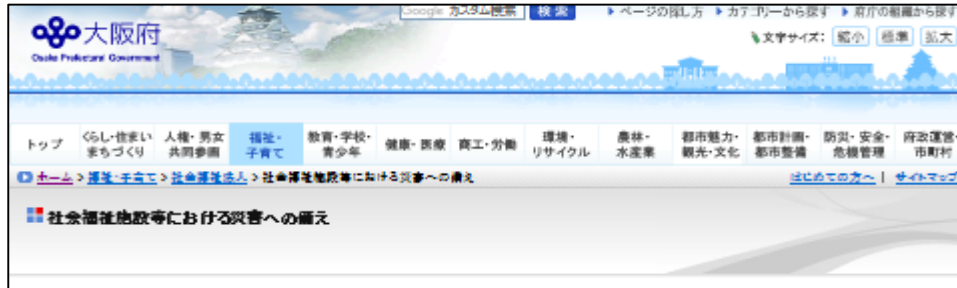 Google カスタム検索 検索 ページの探し方 カテゴリーから探す 府庁の組織から探す
大阪府
Osaka Prefectural Government
文字サイズ: 縮小 標準 拡大
トップ くらし・住まい まちづくり 人権・男女 共同参画 福祉・ 子育て 教育・学校・ 青少年 健康・医療 商工・労働 環境・ リサイクル 農林・ 水産業 都市魅力・ 観光・文化 都市計画・ 都市整備 防災・安全・ 危機管理 府政運営・ 市町村
ホーム > 福祉・子育て > 社会福祉法人 > 社会福祉施設等における災害への備え はじめての方へ | サイトマップ
社会福祉施設等における災害への備え